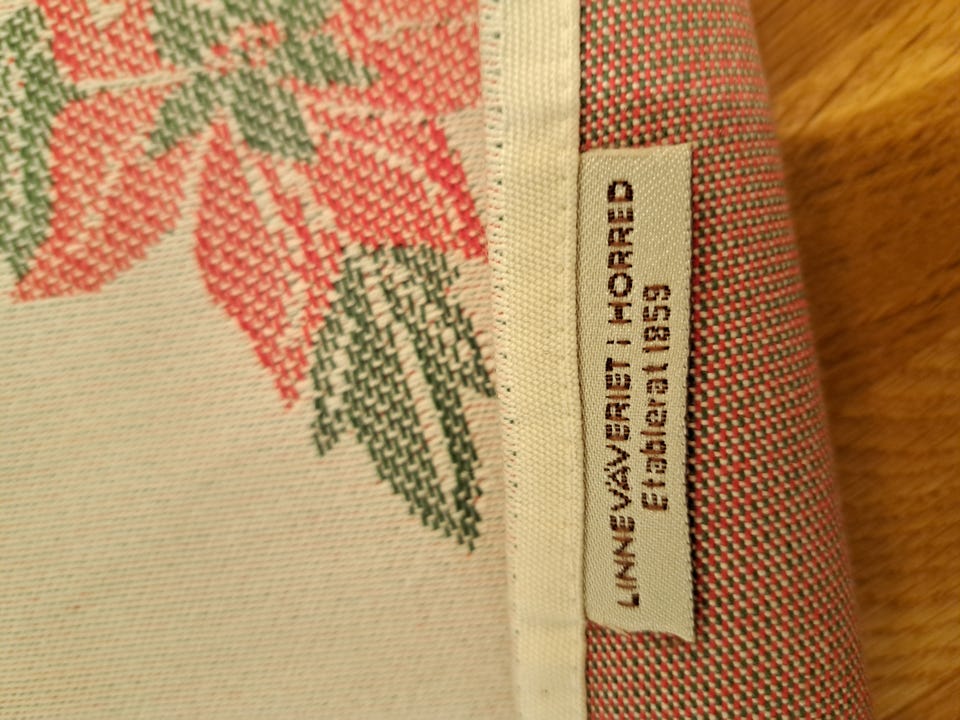 LINNEVÄVERIET I HORRED
Etablerat 1859